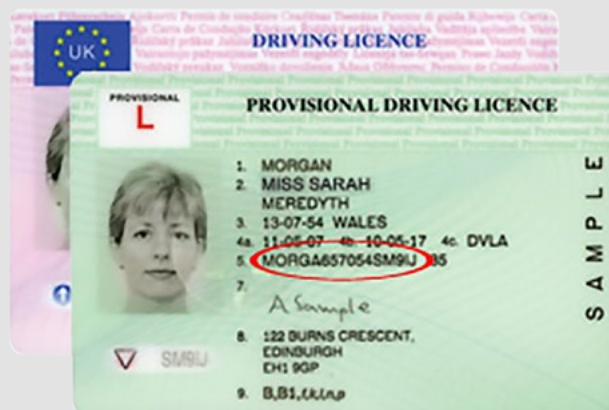 UK
DRIVING LICENCE
PROVISIONAL
L
PROVISIONAL DRIVING LICENCE
1. MORGAN
2. MISS SARAH
MEREDYTH
3. 13-07-54 WALES
4a. 11-05-07 4b. 10-05-17 4c. DVLA
5. MORGA657054SM9IJ 35
7.
A Sample
8. 122 BURNS CRESCENT,
EDINBURGH
EH1 9GP
9. B,B1,f,k,l,n,p
SM9IJ
SAMPLE